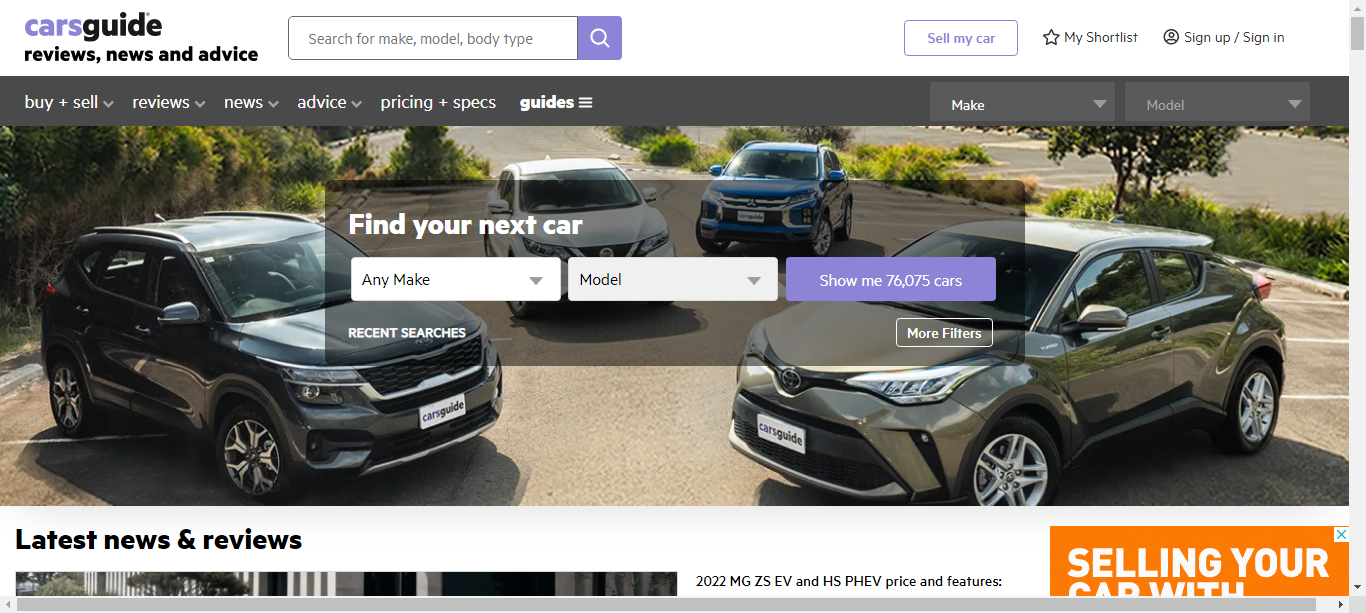 carsguide
reviews, news and advice
Search for make, model, body type
Sell my car
My Shortlist
Sign up / Sign in
buy + sell
reviews
news
advice
pricing + specs
guides
Make
Model
Find your next car
Any Make
Model
Show me 76,075 cars
RECENT SEARCHES
More Filters
carsguide
carsguide
carsguide
Latest news & reviews
2022 MG ZS EV and HS PHEV price and features:
SELLING YOUR
CAR WITH